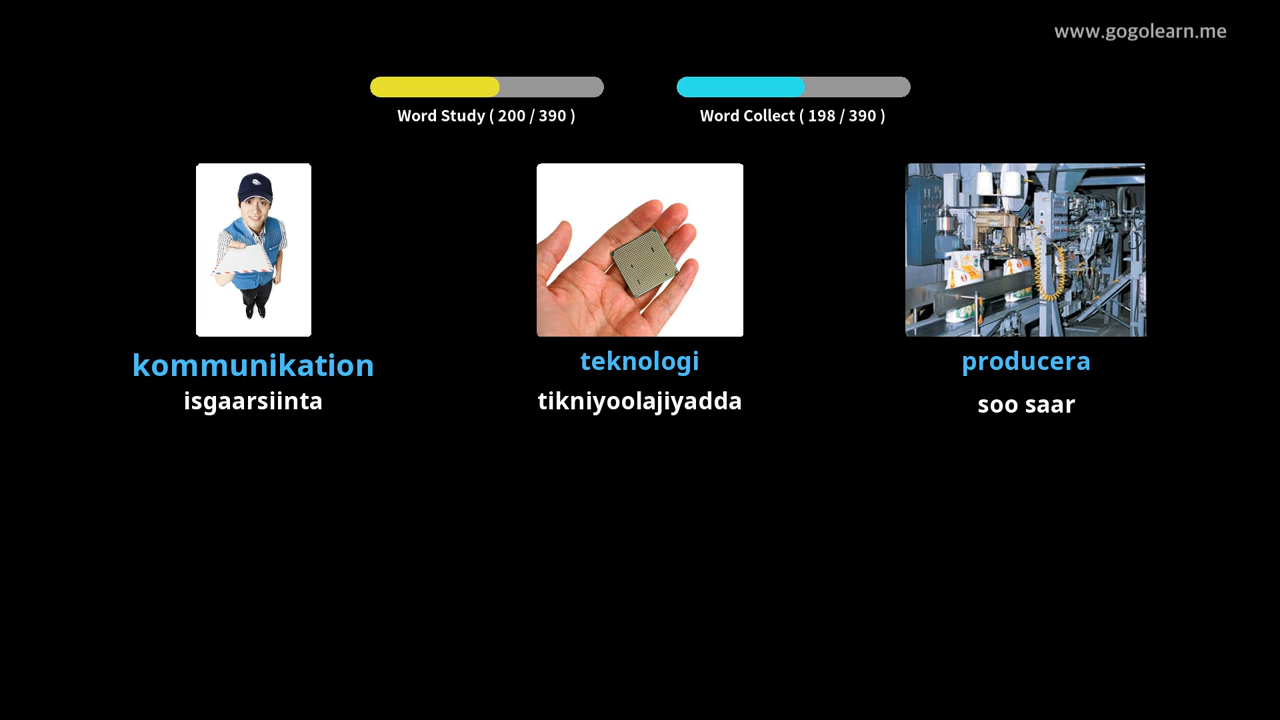 www.gogolearn.me
Word Study ( 200 / 390 )
Word Collect ( 198 / 390 )
kommunikation
isgaarsiinta
teknologi
tikniyoolajiyadda
producera
soo saar